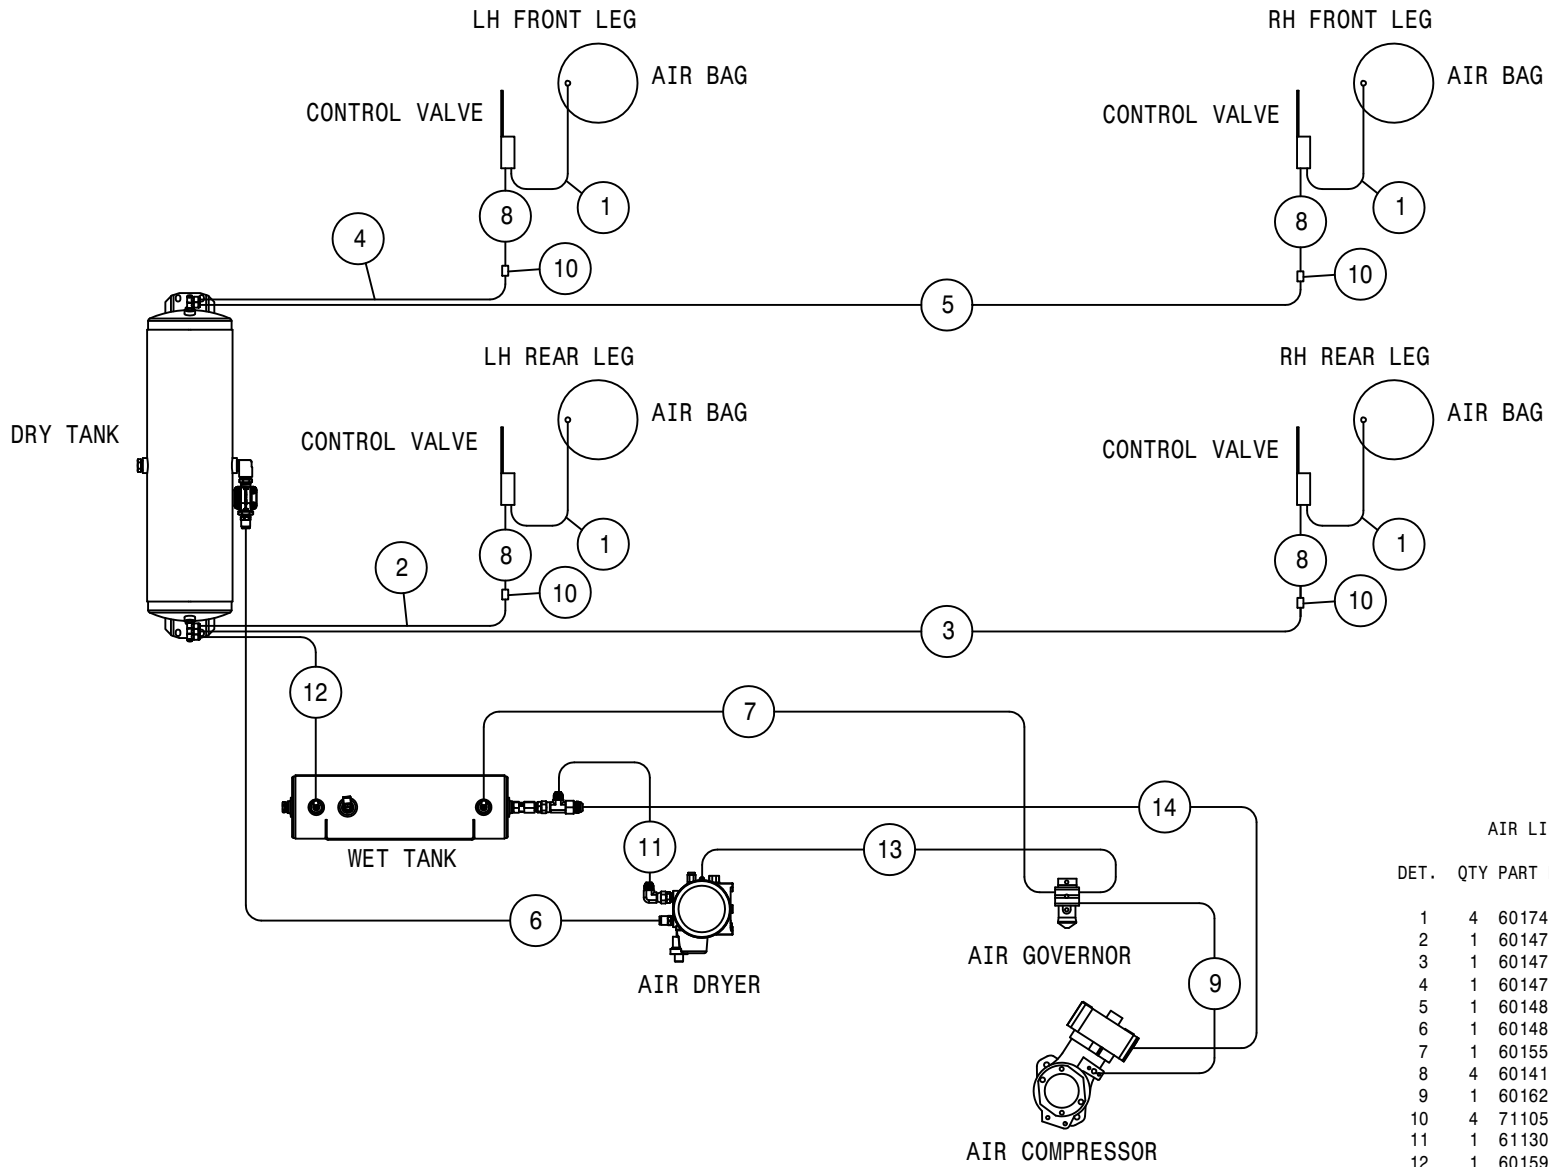 LH FRONT LEG
RH FRONT LEG
AIR BAG
AIR BAG
CONTROL VALVE
CONTROL VALVE
1
1
8
8
4
10
10
5
LH REAR LEG
RH REAR LEG
AIR BAG
AIR BAG
DRY TANK
CONTROL VALVE
CONTROL VALVE
1
1
8
8
2
10
10
3
12
7
14
11
13
WET TANK
6
AIR GOVERNOR
AIR DRYER
9
AIR COMPRESSOR
AIR LI
DET. QTY PART
1 4 60174
2 1 60147
3 1 60147
4 1 60147
5 1 60148
6 1 60148
7 1 60155
8 4 60141
9 1 60162
10 4 71105
11 1 61130
12 1 60159